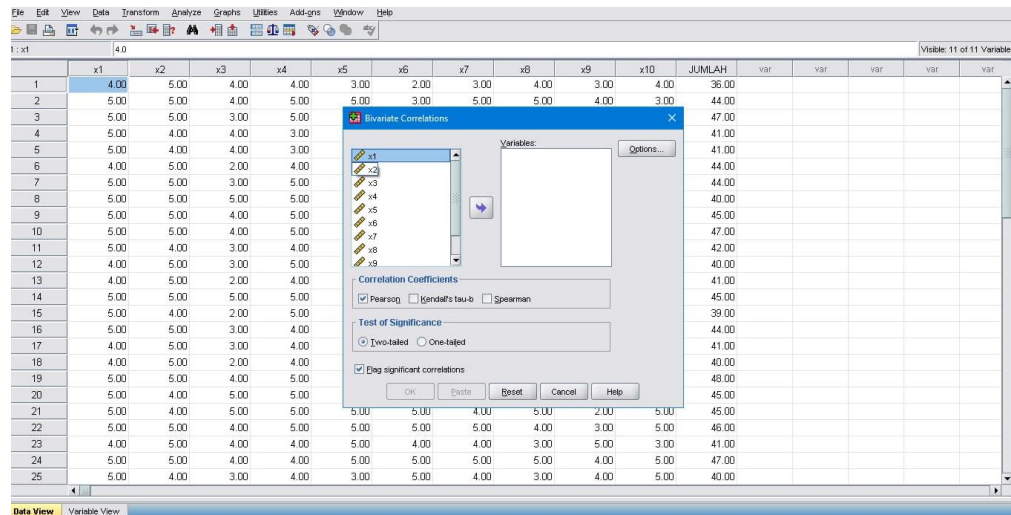 File Edit View Data Transform Analyze Graphs Utilities Add-ons Window Help
1 : x1 4.0 Visible: 11 of 11 Variable
x1 x2 x3 x4 x5 x6 x7 x8 x9 x10 JUMLAH var var var var var
1 4.00 5.00 4.00 4.00 3.00 2.00 3.00 4.00 3.00 4.00 36.00
2 5.00 5.00 4.00 5.00 5.00 3.00 5.00 5.00 4.00 3.00 44.00
3 5.00 5.00 3.00 5.00 47.00
4 5.00 4.00 4.00 3.00 41.00
5 5.00 4.00 4.00 3.00 41.00
6 4.00 5.00 2.00 4.00 44.00
7 5.00 5.00 3.00 5.00 44.00
8 5.00 5.00 5.00 5.00 40.00
9 5.00 5.00 4.00 5.00 45.00
10 5.00 5.00 4.00 5.00 47.00
11 5.00 4.00 3.00 4.00 42.00
12 4.00 5.00 3.00 5.00 40.00
13 4.00 5.00 2.00 4.00 41.00
14 5.00 5.00 5.00 5.00 45.00
15 5.00 4.00 2.00 5.00 39.00
16 5.00 5.00 3.00 5.00 44.00
17 4.00 5.00 3.00 4.00 41.00
18 4.00 5.00 2.00 4.00 40.00
19 5.00 5.00 4.00 5.00 48.00
20 5.00 4.00 5.00 5.00 45.00
21 5.00 4.00 5.00 5.00 5.00 5.00 4.00 5.00 2.00 5.00 45.00
22 5.00 5.00 4.00 5.00 5.00 5.00 5.00 4.00 3.00 5.00 46.00
23 4.00 5.00 4.00 4.00 5.00 4.00 4.00 3.00 5.00 3.00 41.00
24 5.00 5.00 4.00 4.00 5.00 5.00 5.00 5.00 4.00 5.00 47.00
25 5.00 4.00 3.00 4.00 3.00 5.00 4.00 3.00 4.00 5.00 40.00
Bivariate Correlations
Variables:
Options...
x1
x2
x3
x4
x5
x6
x7
x8
x9
Correlation Coefficients
Pearson Kendall's tau-b Spearman
Test of Significance
Two-tailed One-tailed
Flag significant correlations
OK Paste Reset Cancel Help
Data View Variable View